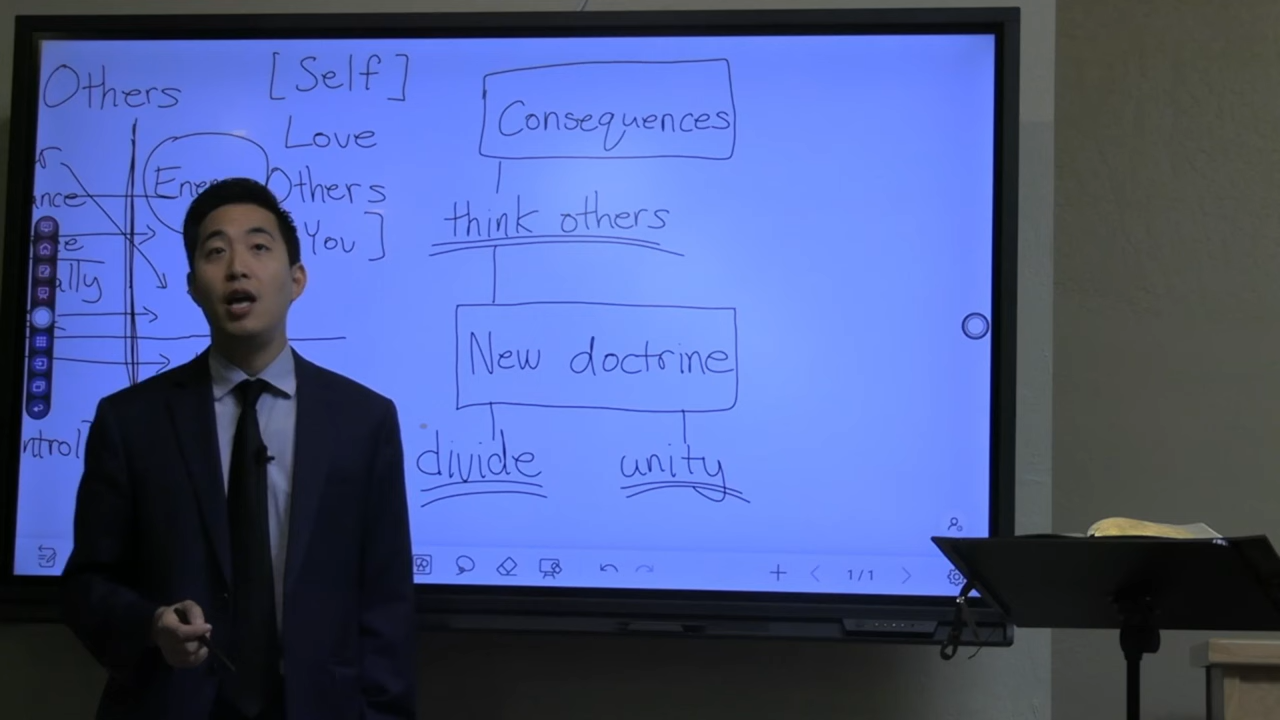 Others
[Self]
Love
Others
You]
Consequences
think others
New doctrine
divide
unity
1/1